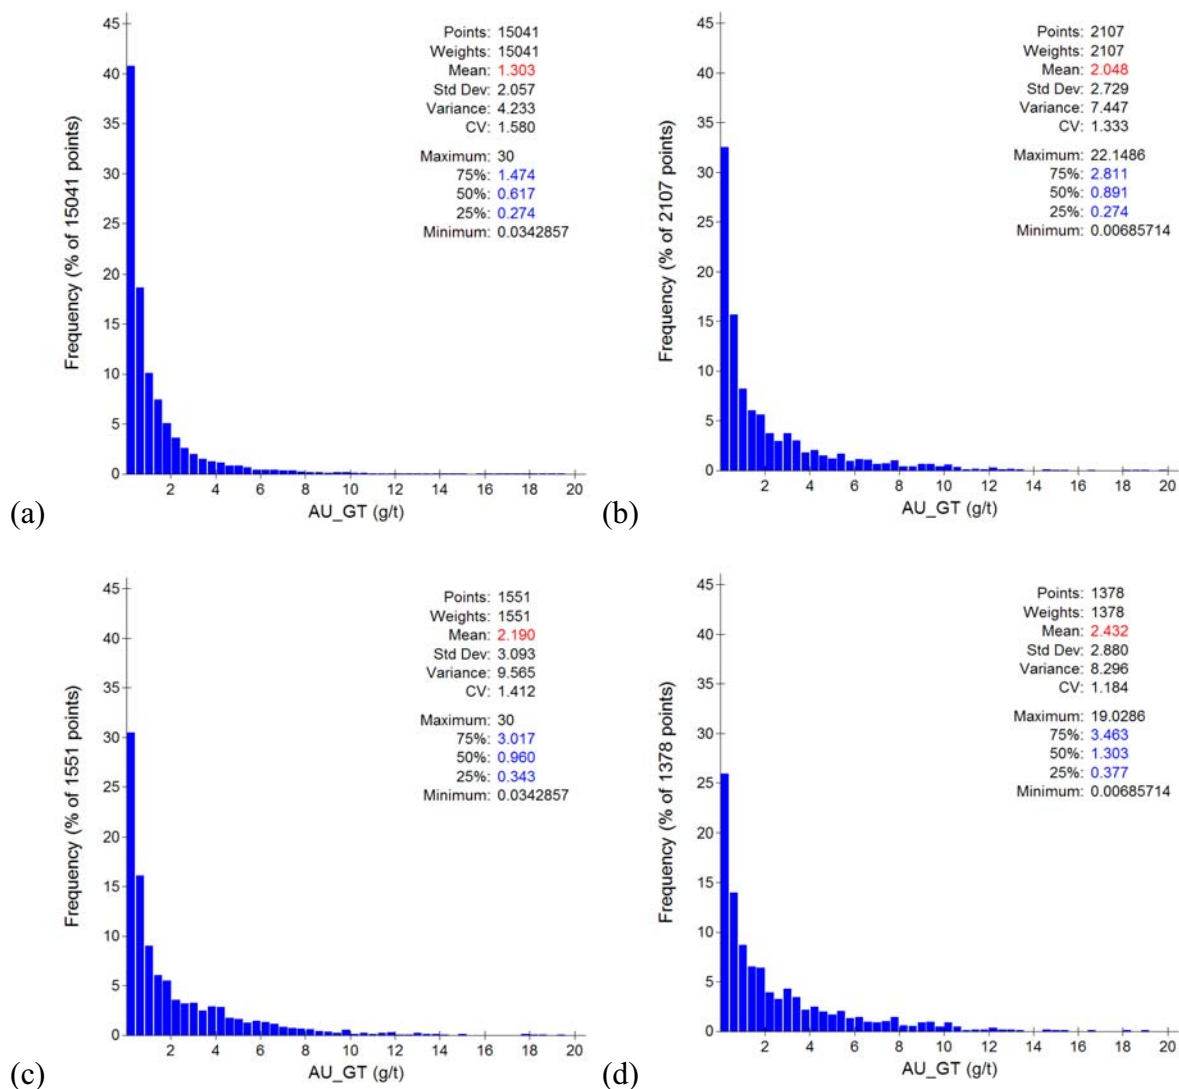 45
40
35
30
25
20
15
10
5
0
Frequency (% of 15041 points)
Points: 15041
Weights: 15041
Mean: 1.303
Std Dev: 2.057
Variance: 4.233
CV: 1.580
Maximum: 30
75%: 1.474
50%: 0.617
25%: 0.274
Minimum: 0.0342857
2 4 6 8 10 12 14 16 18 20
AU_GT (g/t)
(a)
45
40
35
30
25
20
15
10
5
0
Frequency (% of 2107 points)
Points: 2107
Weights: 2107
Mean: 2.048
Std Dev: 2.729
Variance: 7.447
CV: 1.333
Maximum: 22.1486
75%: 2.811
50%: 0.891
25%: 0.274
Minimum: 0.00685714
2 4 6 8 10 12 14 16 18 20
AU_GT (g/t)
(b)
45
40
35
30
25
20
15
10
5
0
Frequency (% of 1551 points)
Points: 1551
Weights: 1551
Mean: 2.190
Std Dev: 3.093
Variance: 9.565
CV: 1.412
Maximum: 30
75%: 3.017
50%: 0.960
25%: 0.343
Minimum: 0.0342857
2 4 6 8 10 12 14 16 18 20
AU_GT (g/t)
(c)
45
40
35
30
25
20
15
10
5
0
Frequency (% of 1378 points)
Points: 1378
Weights: 1378
Mean: 2.432
Std Dev: 2.880
Variance: 8.296
CV: 1.184
Maximum: 19.0286
75%: 3.463
50%: 1.303
25%: 0.377
Minimum: 0.00685714
2 4 6 8 10 12 14 16 18 20
AU_GT (g/t)
(d)